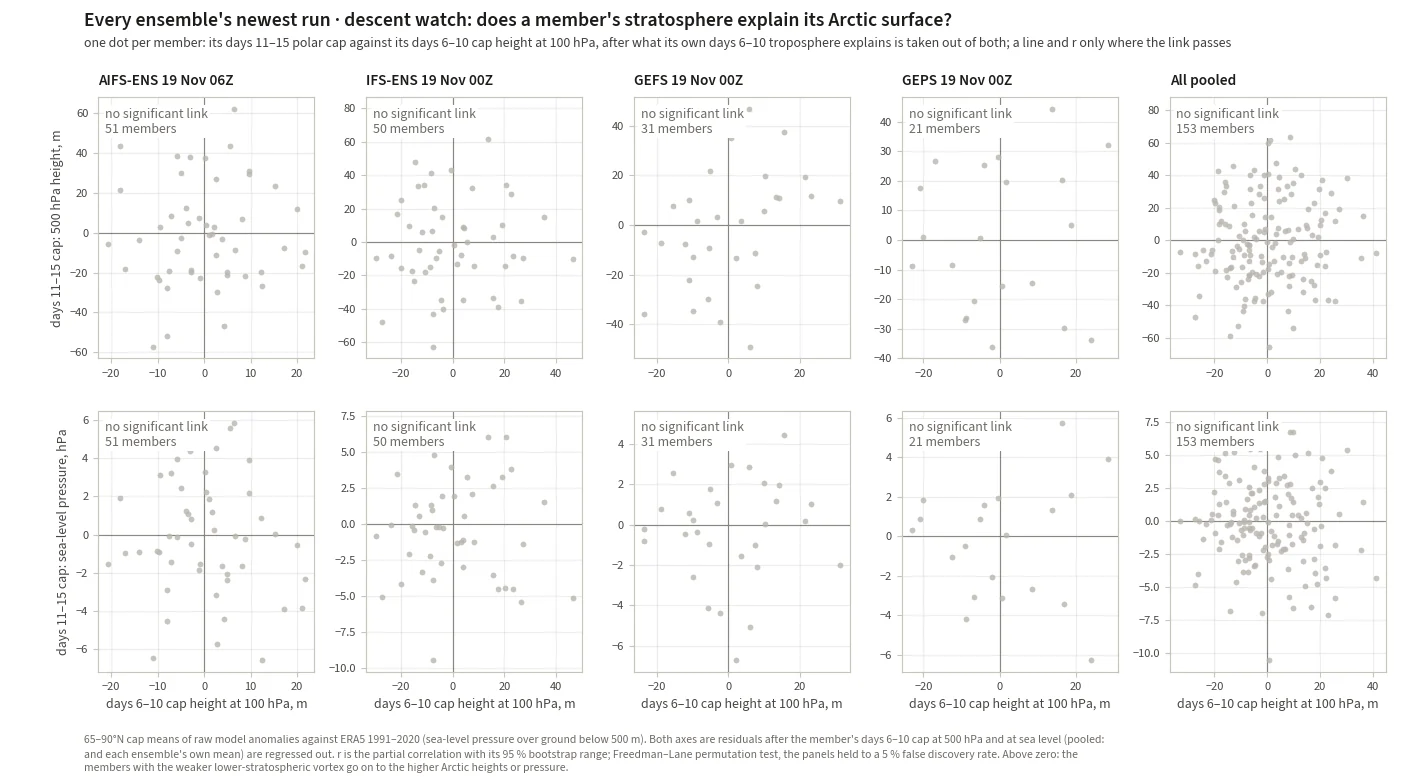 Every ensemble's newest run · descent watch: does a member's stratosphere explain its Arctic surface?
one dot per member: its days 11–15 polar cap against its days 6–10 cap height at 100 hPa, after what its own days 6–10 troposphere explains is taken out of both; a line and r only where the link passes
AIFS-ENS 19 Nov 06Z
IFS-ENS 19 Nov 00Z
GEFS 19 Nov 00Z
GEPS 19 Nov 00Z
All pooled
days 11–15 cap: 500 hPa height, m
no significant link
51 members
60
40
20
0
−20
−40
−60
−20 −10 0 10 20
no significant link
50 members
80
60
40
20
0
−20
−40
−60
−20 0 20 40
no significant link
31 members
40
20
0
−20
−40
−20 0 20
no significant link
21 members
40
30
20
10
0
−10
−20
−30
−40
−20 0 20
no significant link
153 members
80
60
40
20
0
−20
−40
−60
−20 0 20 40
days 11–15 cap: sea-level pressure, hPa
no significant link
51 members
6
4
2
0
−2
−4
−6
−20 −10 0 10 20
days 6–10 cap height at 100 hPa, m
no significant link
50 members
7.5
5.0
2.5
0.0
−2.5
−5.0
−7.5
−10.0
−20 0 20 40
days 6–10 cap height at 100 hPa, m
no significant link
31 members
4
2
0
−2
−4
−6
−20 0 20
days 6–10 cap height at 100 hPa, m
no significant link
21 members
6
4
2
0
−2
−4
−6
−20 0 20
days 6–10 cap height at 100 hPa, m
no significant link
153 members
7.5
5.0
2.5
0.0
−2.5
−5.0
−7.5
−10.0
−20 0 20 40
days 6–10 cap height at 100 hPa, m
65–90°N cap means of raw model anomalies against ERA5 1991–2020 (sea-level pressure over ground below 500 m). Both axes are residuals after the member's days 6–10 cap at 500 hPa and at sea level (pooled:
and each ensemble's own mean) are regressed out. r is the partial correlation with its 95 % bootstrap range; Freedman–Lane permutation test, the panels held to a 5 % false discovery rate. Above zero: the
members with the weaker lower-stratospheric vortex go on to the higher Arctic heights or pressure.